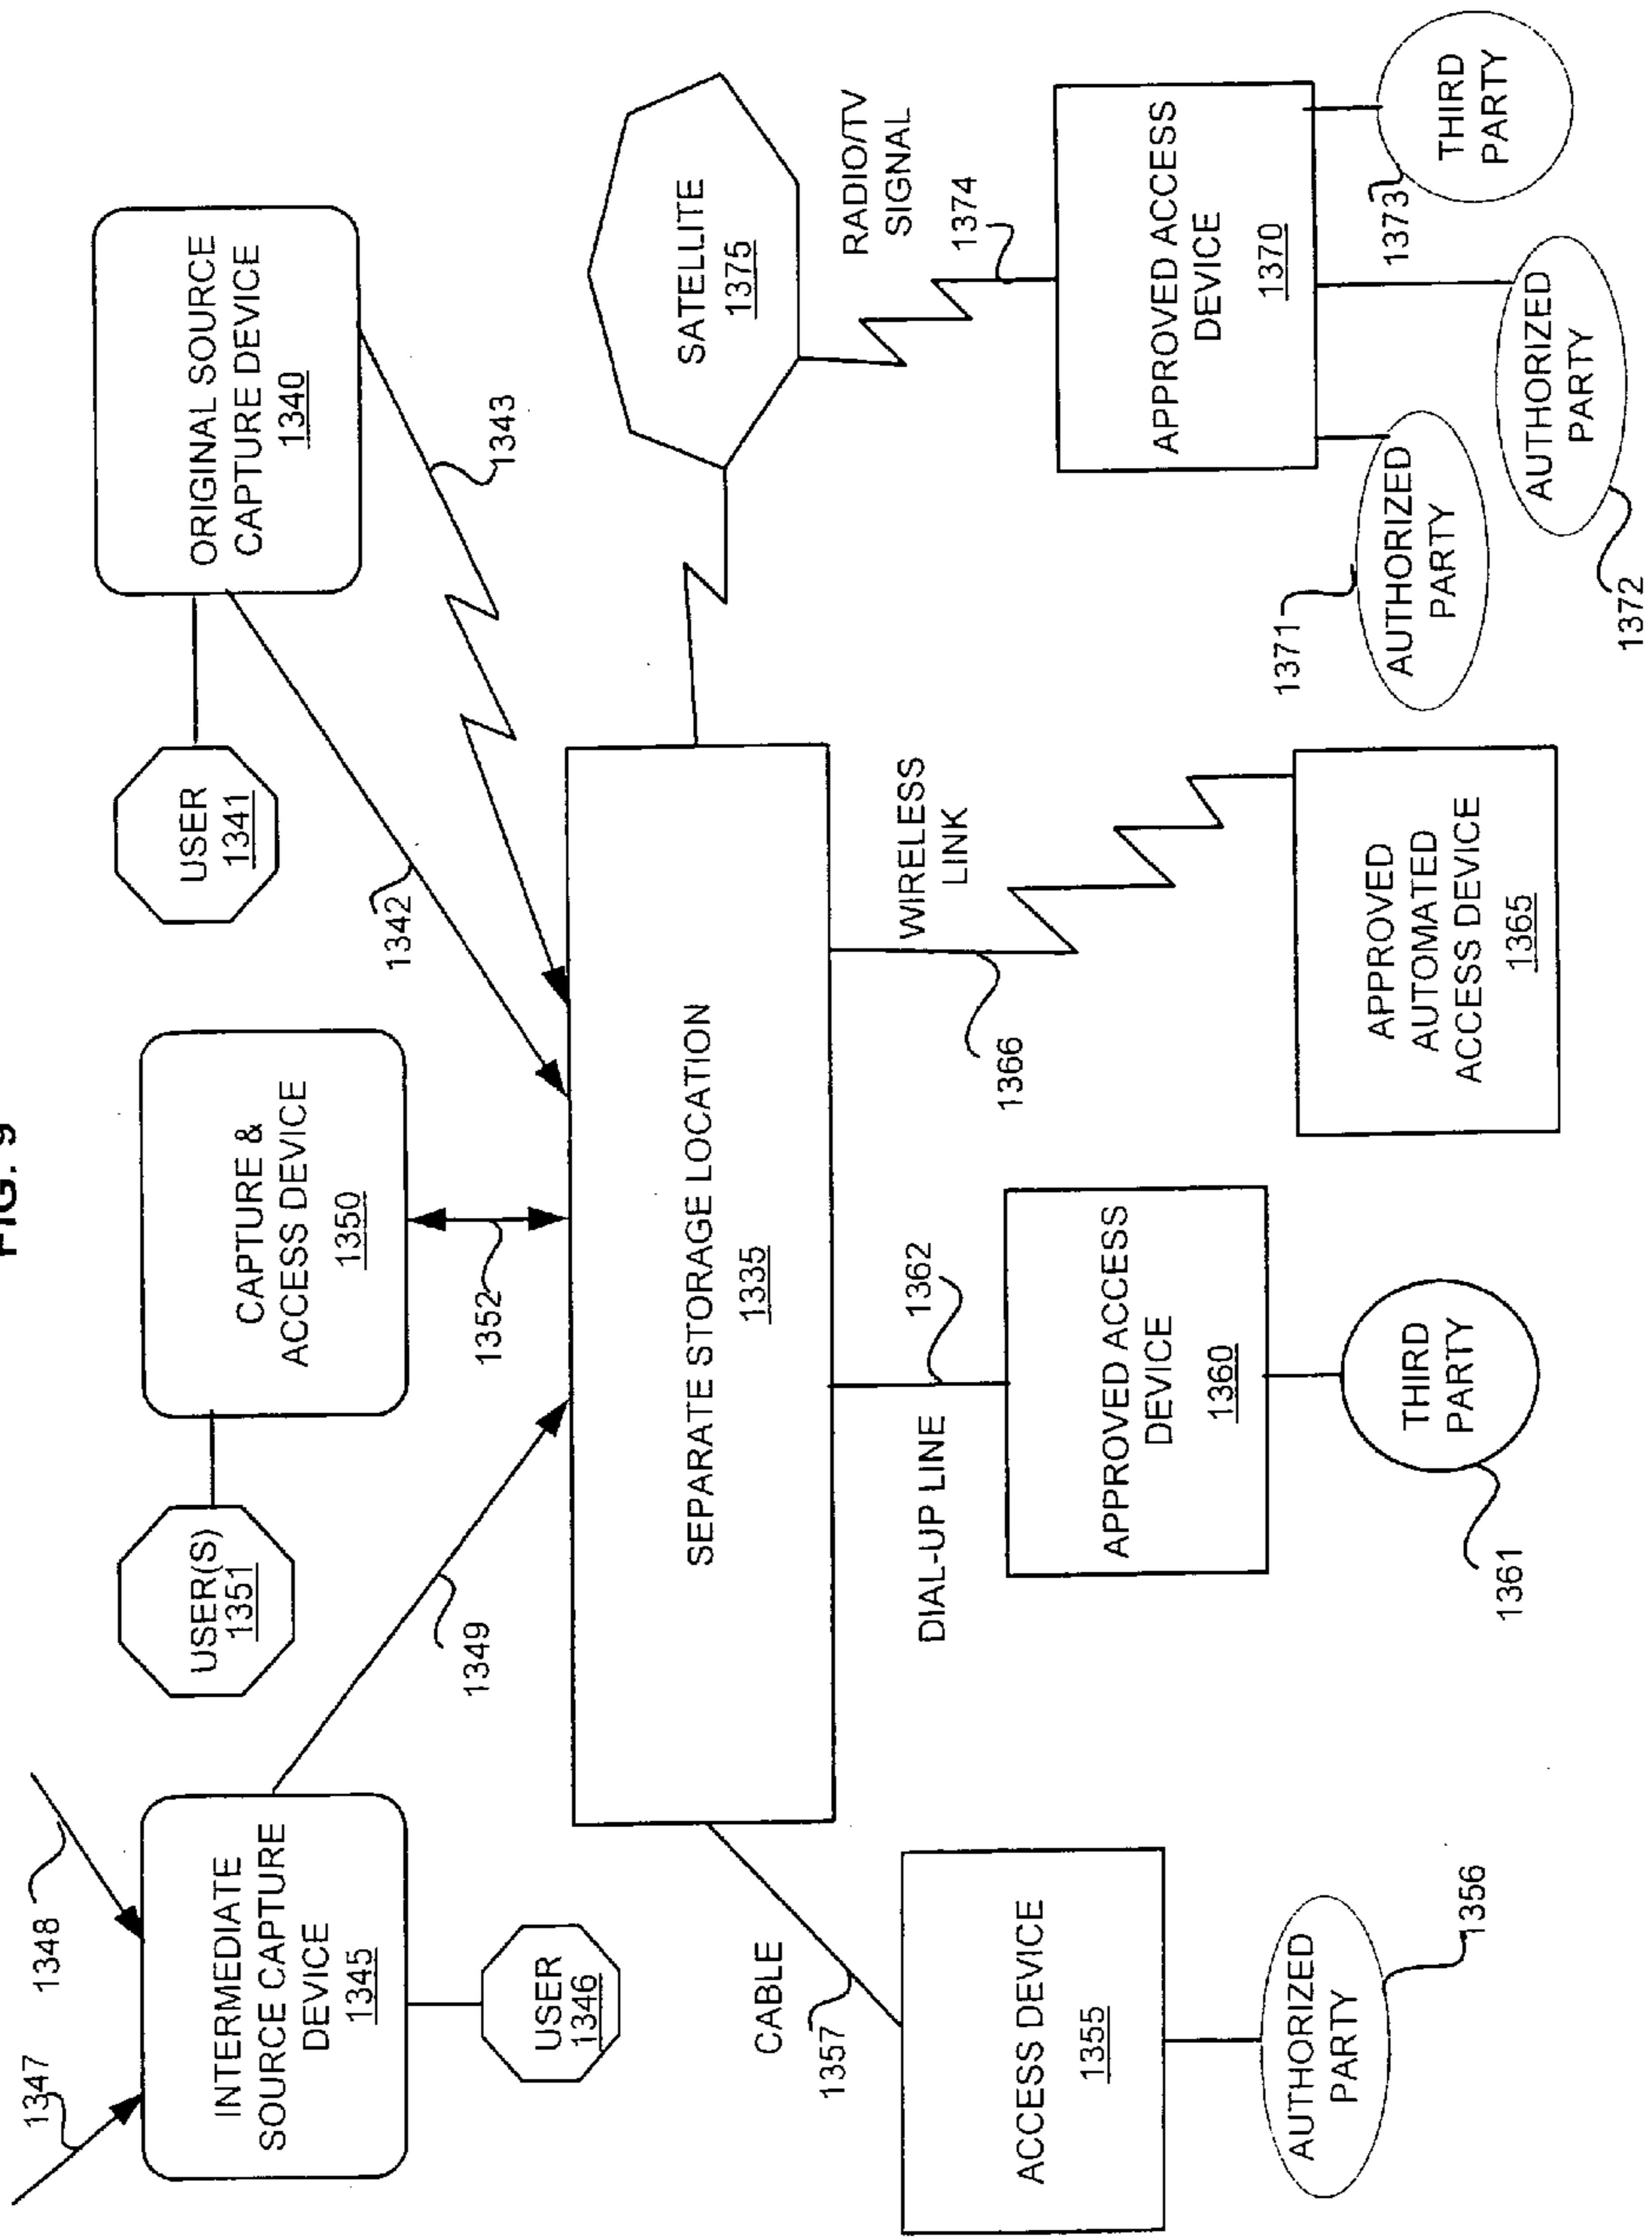 FIG. 9
1347
1348
INTERMEDIATE
SOURCE CAPTURE
DEVICE
1345
USER
1346
1349
USER(S)
1351
CAPTURE &
ACCESS DEVICE
1350
1352
USER
1341
ORIGINAL SOURCE
CAPTURE DEVICE
1340
1342
1343
SEPARATE STORAGE LOCATION
1335
SATELLITE
1375
RADIO/TV
SIGNAL
1374
CABLE
1357
ACCESS DEVICE
1355
AUTHORIZED
PARTY
1356
DIAL-UP LINE
1362
APPROVED ACCESS
DEVICE
1360
THIRD
PARTY
1361
WIRELESS
LINK
1366
APPROVED
AUTOMATED
ACCESS DEVICE
1365
APPROVED ACCESS
DEVICE
1370
1371
AUTHORIZED
PARTY
AUTHORIZED
PARTY
1372
1373
THIRD
PARTY